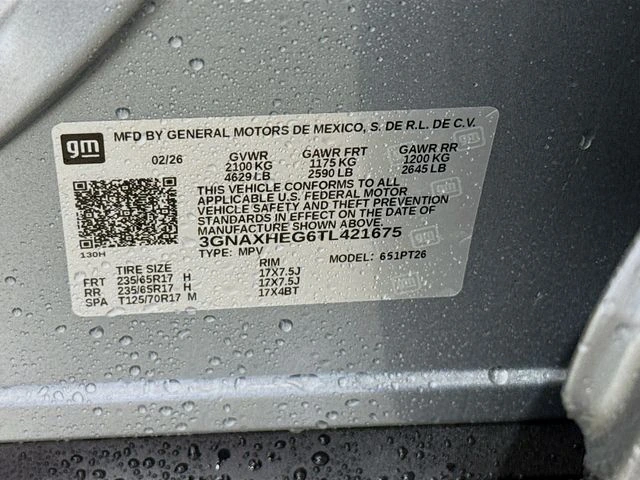 gm
MFD BY GENERAL MOTORS DE MEXICO, S. DE R.L. DE C.V.
02/26 GVWR GAWR FRT GAWR RR
2100 KG 1175 KG 1200 KG
4629 LB 2590 LB 2645 LB
THIS VEHICLE CONFORMS TO ALL
APPLICABLE U.S. FEDERAL MOTOR
VEHICLE SAFETY AND THEFT PREVENTION
STANDARDS IN EFFECT ON THE DATE OF
MANUFACTURE SHOWN ABOVE.
3GNAXHEG6TL421675
130H TYPE: MPV MODEL: 651PT26
TIRE SIZE RIM
FRT 235/65R17 H 17X7.5J
RR 235/65R17 H 17X7.5J
SPA T125/70R17 M 17X4BT